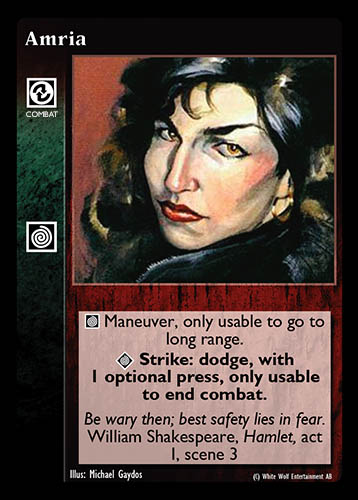 Amria
COMBAT
Maneuver, only usable to go to
long range.
Strike: dodge, with
1 optional press, only usable
to end combat.
Be wary then; best safety lies in fear.
William Shakespeare, Hamlet, act
1, scene 3
Illus: Michael Gaydos
(C) White Wolf Entertainment AB